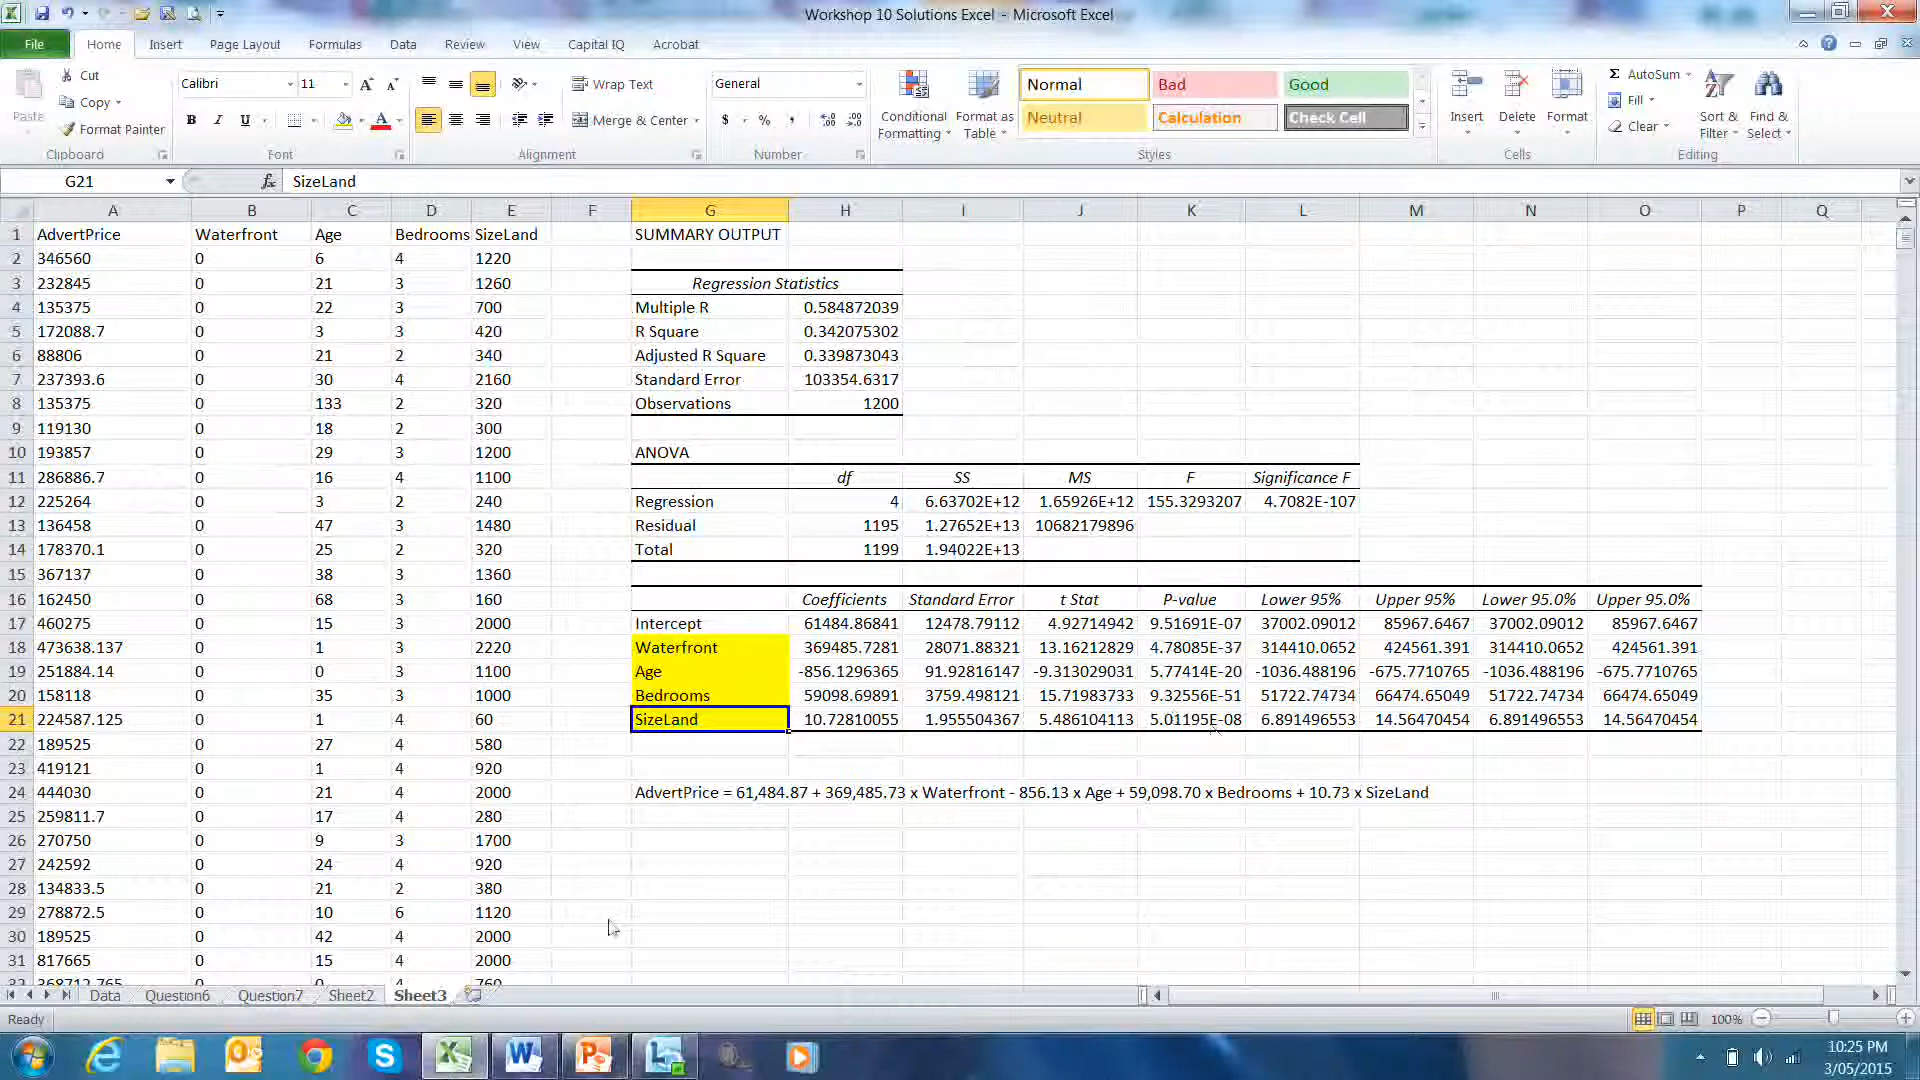 Workshop 10 Solutions Excel - Microsoft Excel
File Home Insert Page Layout Formulas Data Review View Capital IQ Acrobat
Paste Cut Copy Format Painter Clipboard
Calibri 11 B I U Font
Wrap Text Merge & Center Alignment
General $ % , Number
Conditional Formatting Format as Table
Normal Bad Good
Neutral Calculation Check Cell
Styles
Insert Delete Format Cells
AutoSum Fill Clear Sort & Filter Find & Select Editing
G21 fx SizeLand
A B C D E F G H I J K L M N O P Q
1 AdvertPrice Waterfront Age Bedrooms SizeLand SUMMARY OUTPUT
2 346560 0 6 4 1220
3 232845 0 21 3 1260 Regression Statistics
4 135375 0 22 3 700 Multiple R 0.584872039
5 172088.7 0 3 3 420 R Square 0.342075302
6 88806 0 21 2 340 Adjusted R Square 0.339873043
7 237393.6 0 30 4 2160 Standard Error 103354.6317
8 135375 0 133 2 320 Observations 1200
9 119130 0 18 2 300
10 193857 0 29 3 1200 ANOVA
11 286886.7 0 16 4 1100 df SS MS F Significance F
12 225264 0 3 2 240 Regression 4 6.63702E+12 1.65926E+12 155.3293207 4.7082E-107
13 136458 0 47 3 1480 Residual 1195 1.27652E+13 10682179896
14 178370.1 0 25 2 320 Total 1199 1.94022E+13
15 367137 0 38 3 1360
16 162450 0 68 3 160 Coefficients Standard Error t Stat P-value Lower 95% Upper 95% Lower 95.0% Upper 95.0%
17 460275 0 15 3 2000 Intercept 61484.86841 12478.79112 4.92714942 9.51691E-07 37002.09012 85967.6467 37002.09012 85967.6467
18 473638.137 0 1 3 2220 Waterfront 369485.7281 28071.88321 13.16212829 4.78085E-37 314410.0652 424561.391 314410.0652 424561.391
19 251884.14 0 0 3 1100 Age -856.1296365 91.92816147 -9.313029031 5.77414E-20 -1036.488196 -675.7710765 -1036.488196 -675.7710765
20 158118 0 35 3 1000 Bedrooms 59098.69891 3759.498121 15.71983733 9.32556E-51 51722.74734 66474.65049 51722.74734 66474.65049
21 224587.125 0 1 4 60 SizeLand 10.72810055 1.955504367 5.486104113 5.01195E-08 6.891496553 14.56470454 6.891496553 14.56470454
22 189525 0 27 4 580
23 419121 0 1 4 920
24 444030 0 21 4 2000 AdvertPrice = 61,484.87 + 369,485.73 x Waterfront - 856.13 x Age + 59,098.70 x Bedrooms + 10.73 x SizeLand
25 259811.7 0 17 4 280
26 270750 0 9 3 1700
27 242592 0 24 4 920
28 134833.5 0 21 2 380
29 278872.5 0 10 6 1120
30 189525 0 42 4 2000
31 817665 0 15 4 2000
32 368712.765 0 0 4 760
Data Question6 Question7 Sheet2 Sheet3
Ready 100%
10:25 PM
3/05/2015